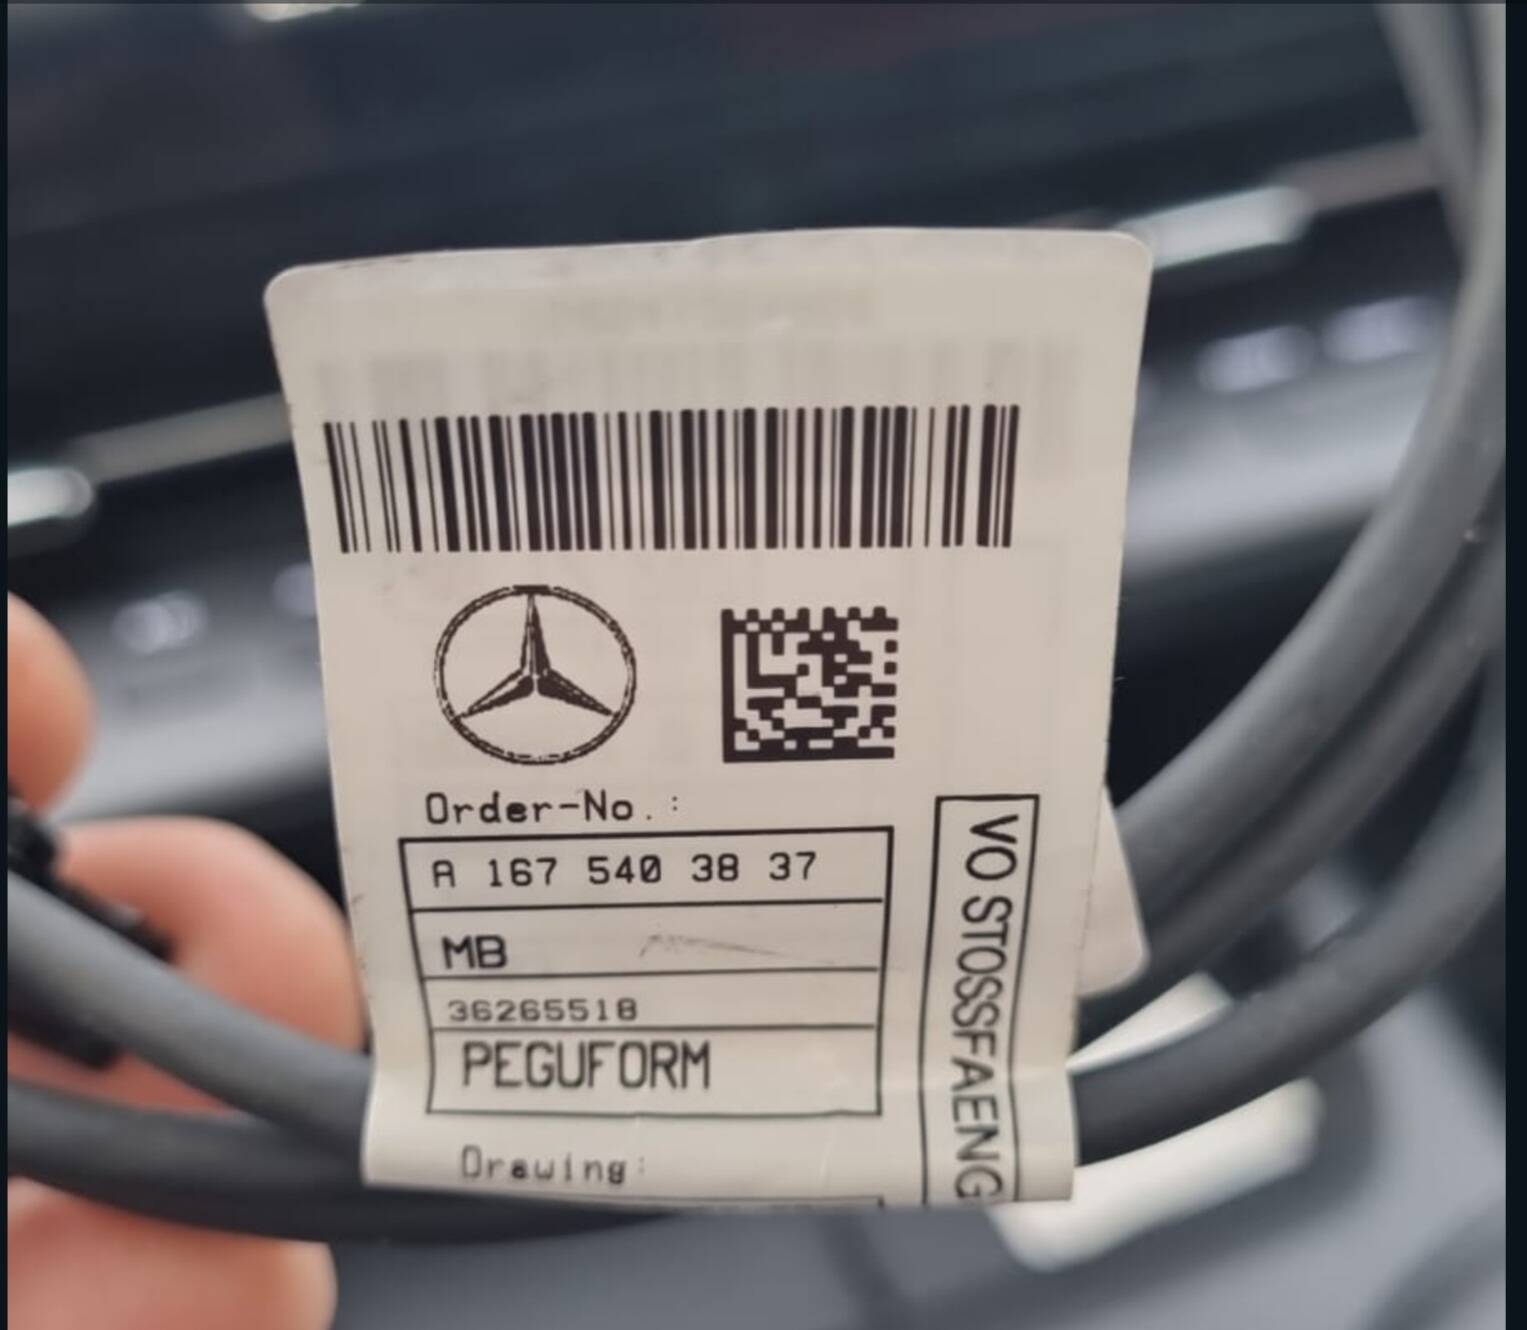 Order-No.:
A 167 540 38 37
MB
36265518
PEGUFORM
Drawing:
VO STOSSFAENG